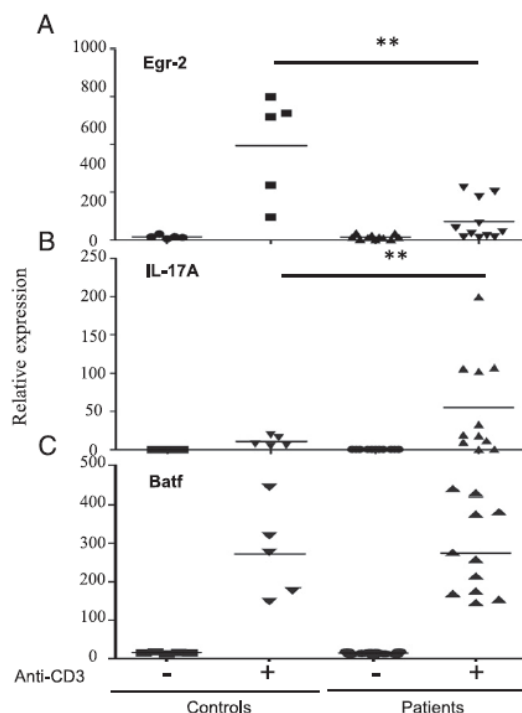 A
1000
Egr-2
**
800
600
400
200
0
B
IL-17A
**
250
200
150
100
50
0
Relative expression
C
500
Batf
400
300
200
100
0
Anti-CD3 - + - +
Controls Patients